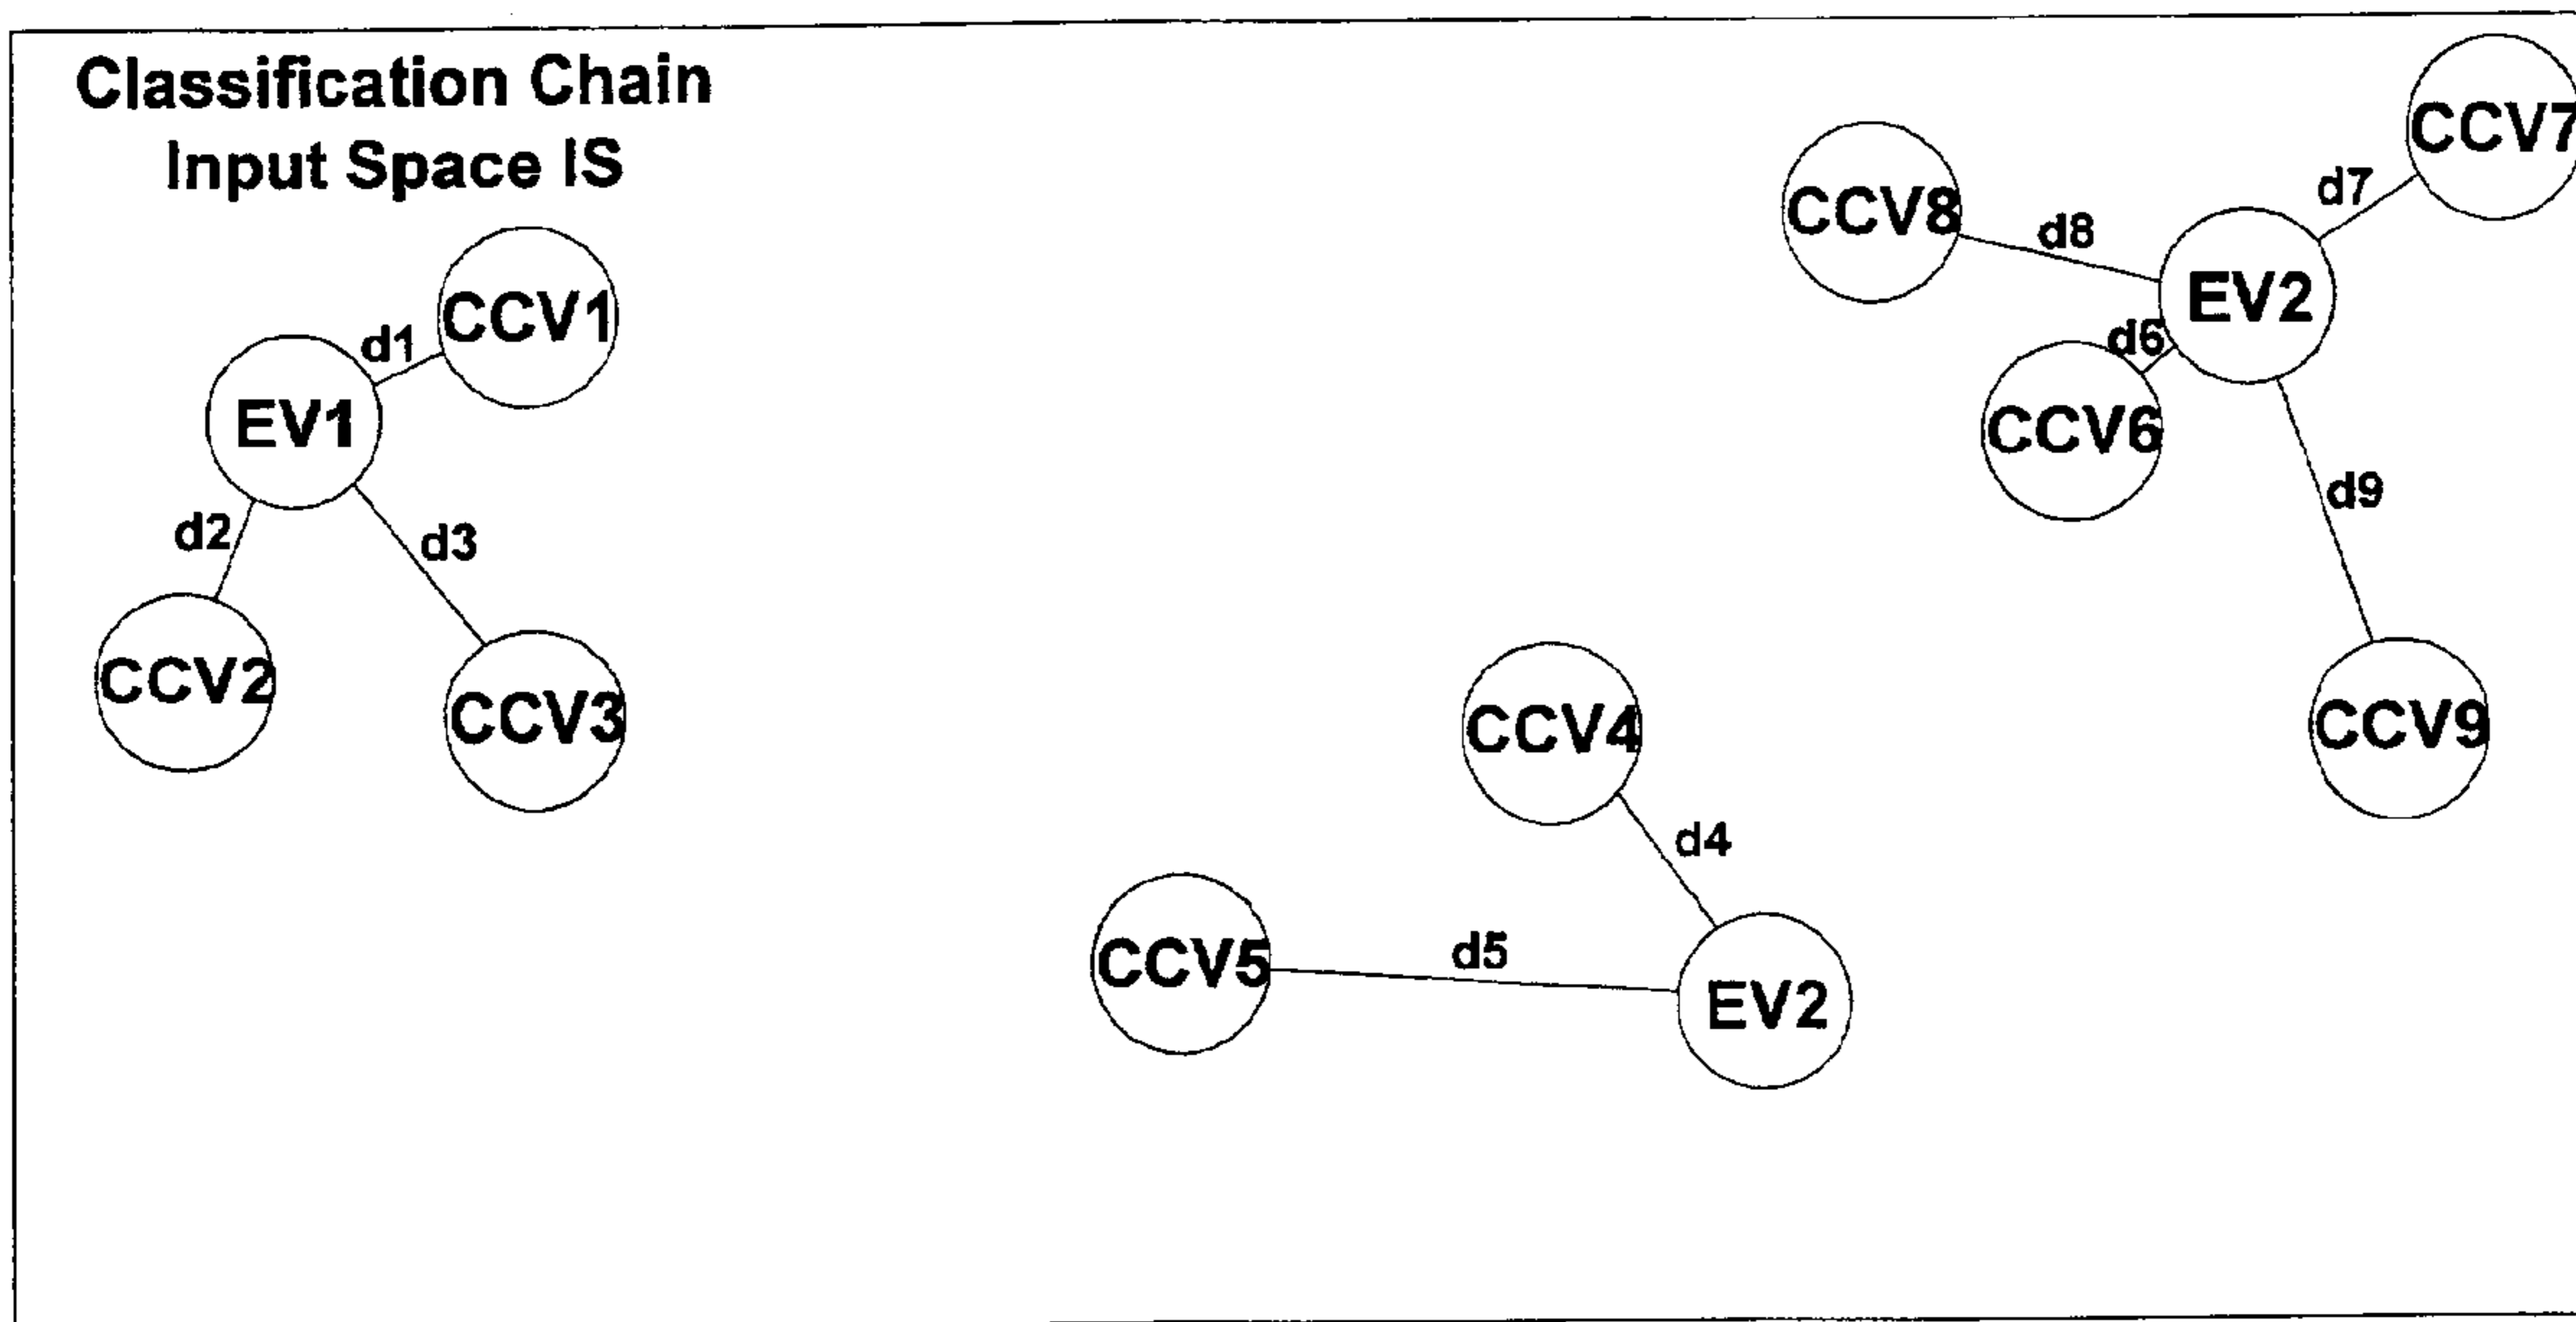 Classification Chain
Input Space IS
CCV1
d1
EV1
d2
d3
CCV2
CCV3
CCV7
d7
CCV8
d8
EV2
d6
CCV6
d9
CCV9
CCV4
d4
CCV5
d5
EV2